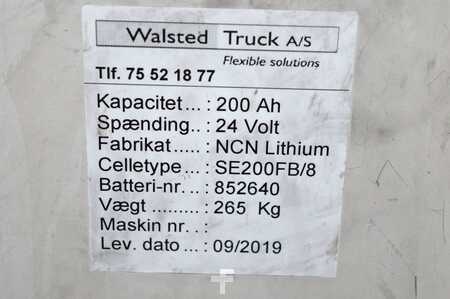 Walsted Truck A/S
Flexible solutions
Tlf. 75 52 18 77
Kapacitet ... : 200 Ah
Spænding.. : 24 Volt
Fabrikat ..... : NCN Lithium
Celletype ... : SE200FB/8
Batteri-nr. .. : 852640
Vægt ......... : 265 Kg
Maskin nr. . :
Lev. dato ... : 09/2019